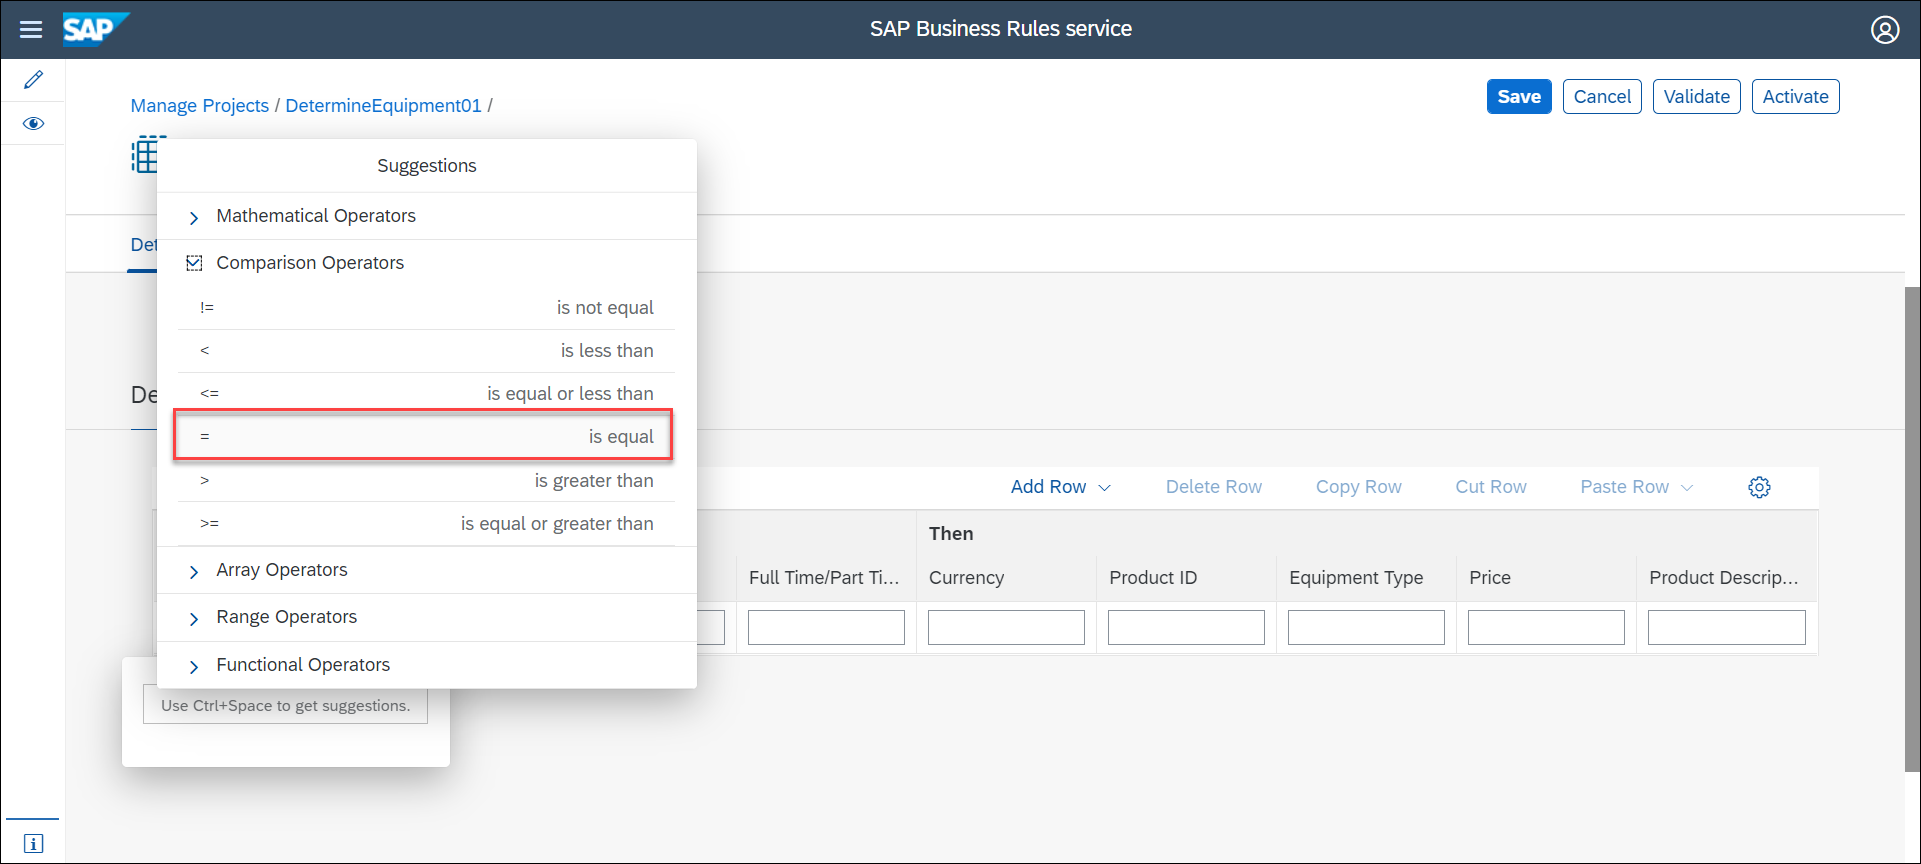 SAP
SAP Business Rules service
Manage Projects / DetermineEquipment01 /
Save
Cancel
Validate
Activate
Suggestions
Mathematical Operators
Det
Comparison Operators
!= is not equal
< is less than
<= is equal or less than
De
= is equal
> is greater than
>= is equal or greater than
Array Operators
Range Operators
Functional Operators
Add Row
Delete Row
Copy Row
Cut Row
Paste Row
Then
Full Time/Part Ti...
Currency
Product ID
Equipment Type
Price
Product Descrip...
Use Ctrl+Space to get suggestions.